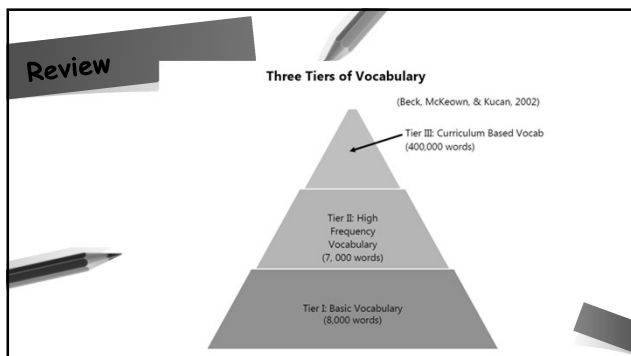 Review
Three Tiers of Vocabulary
(Beck, McKeown, & Kucan, 2002)
Tier III: Curriculum Based Vocab
(400,000 words)
Tier II: High
Frequency
Vocabulary
(7, 000 words)
Tier I: Basic Vocabulary
(8,000 words)